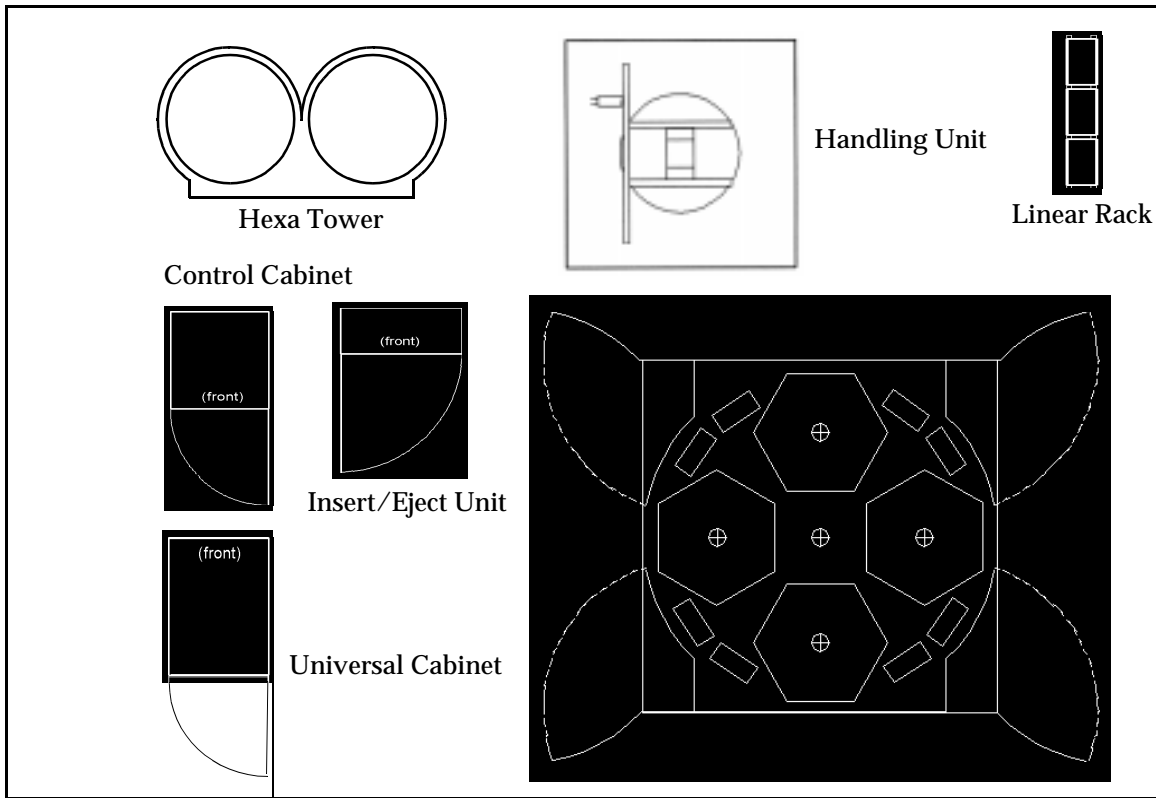 Handling Unit
Hexa Tower
Linear Rack
Control Cabinet
(front)
(front)
Insert/Eject Unit
(front)
Universal Cabinet